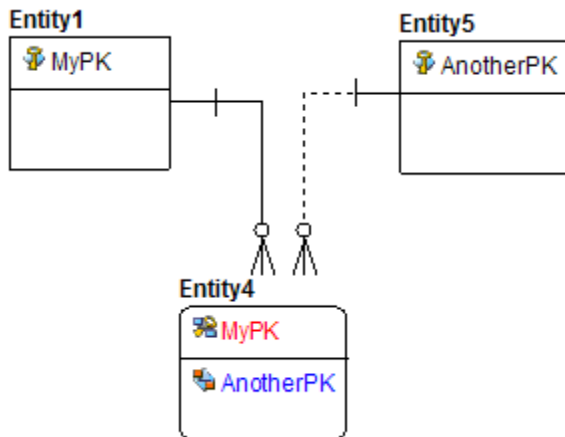 Entity1
MyPK
Entity5
AnotherPK
Entity4
MyPK
AnotherPK